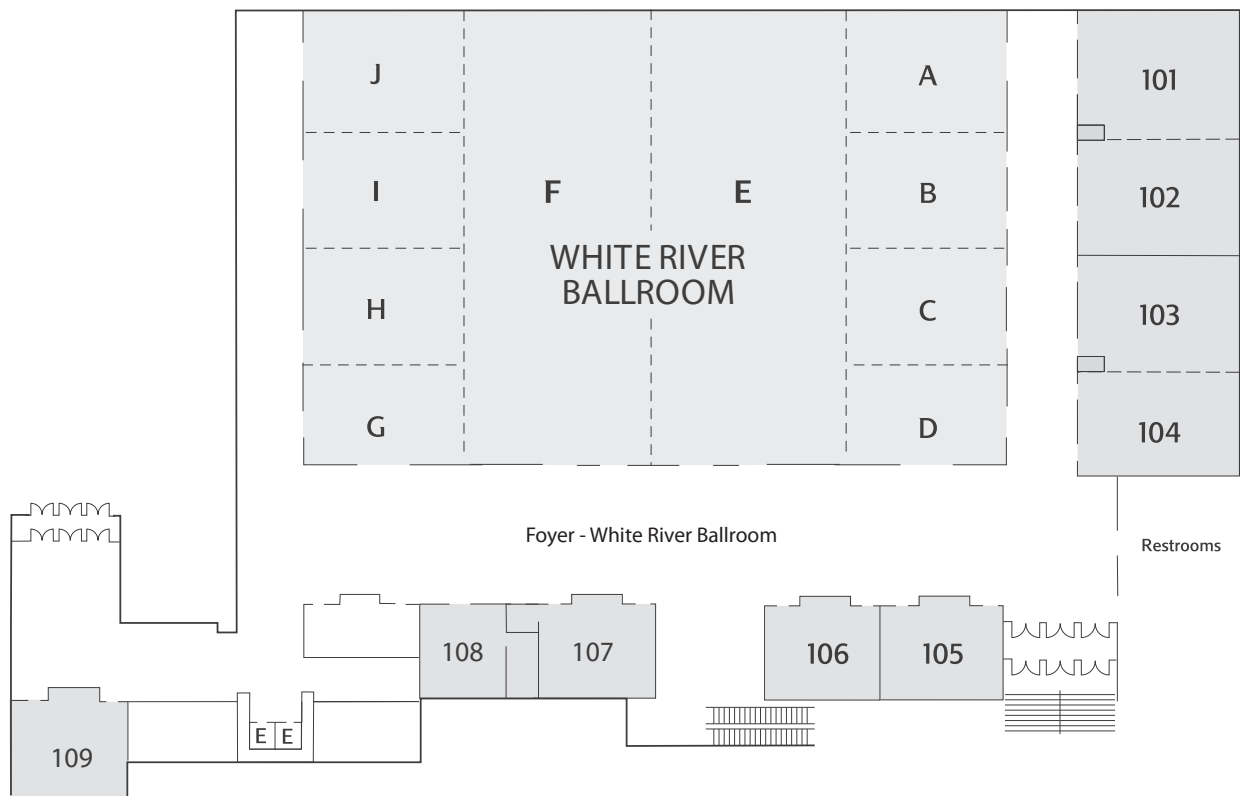 J
A
101
I
F
E
B
102
WHITE RIVER
BALLROOM
H
C
103
G
D
104
Foyer - White River Ballroom
Restrooms
108
107
106
105
E E
109